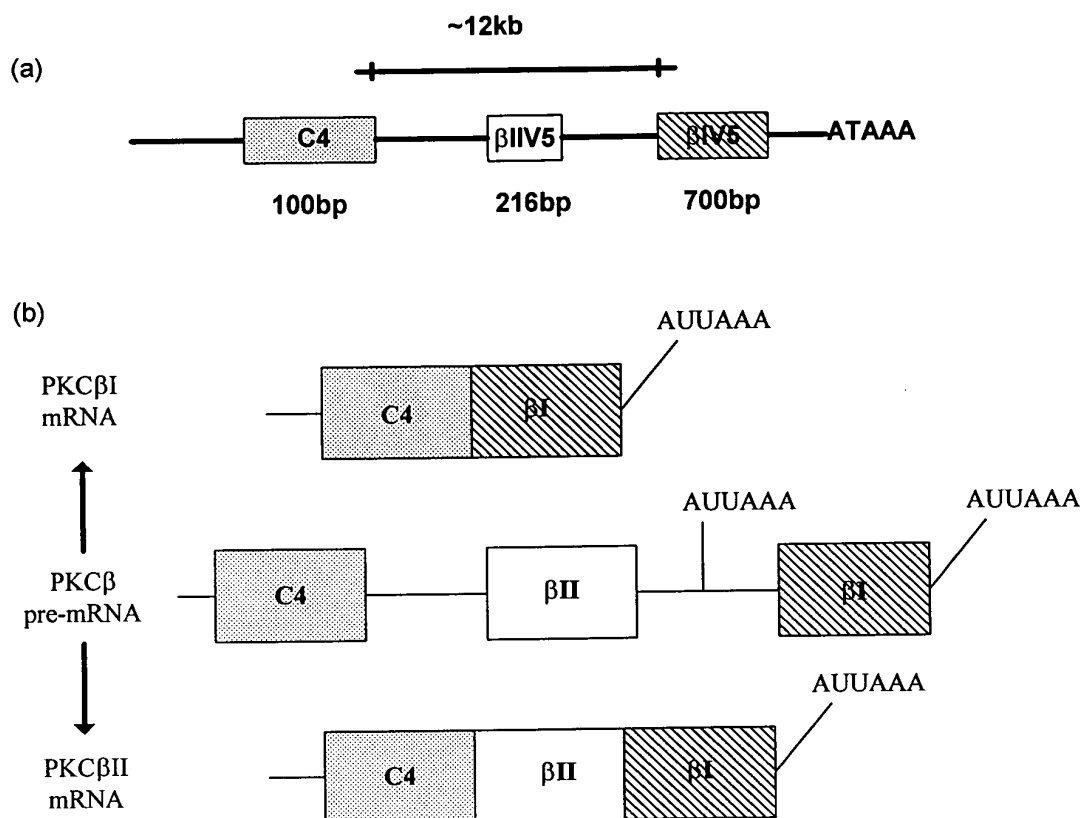 ~12kb
(a)
C4
βIIV5
βIV5
ATAAA
100bp
216bp
700bp
(b)
AUUAAA
PKCβI
mRNA
C4
βI
AUUAAA
AUUAAA
PKCβ
pre-mRNA
C4
βII
βI
AUUAAA
PKCβII
mRNA
C4
βII
βI